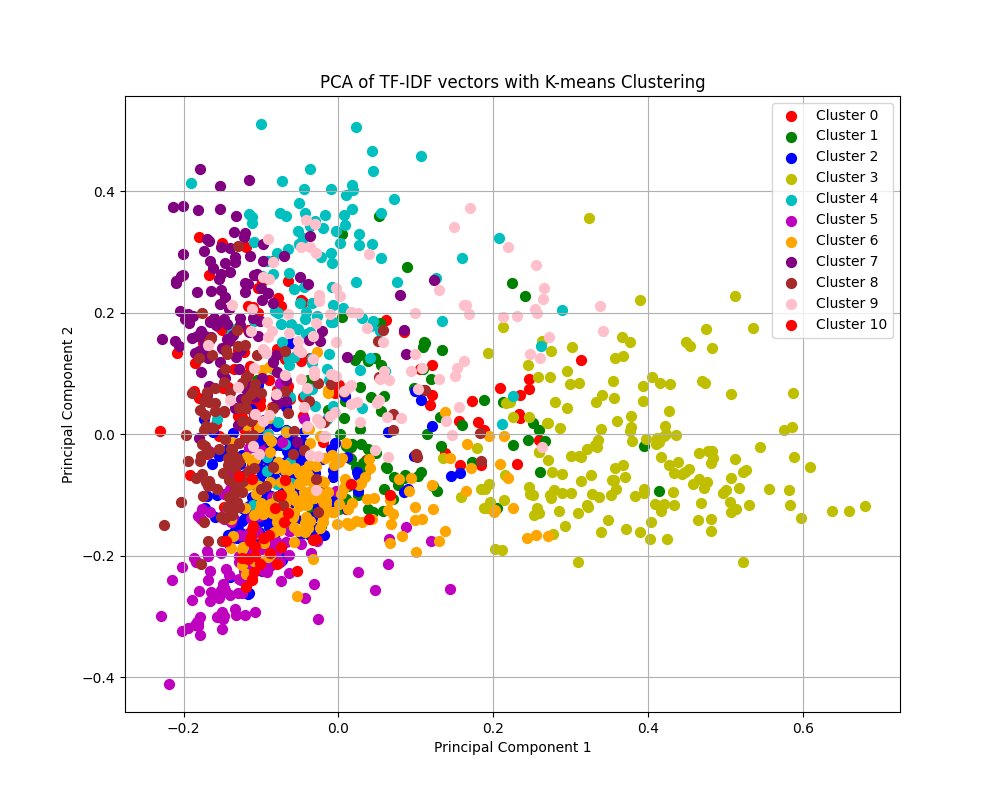 PCA of TF-IDF vectors with K-means Clustering
Cluster 0
Cluster 1
Cluster 2
Cluster 3
Cluster 4
Cluster 5
Cluster 6
Cluster 7
Cluster 8
Cluster 9
Cluster 10
Principal Component 2
0.4
0.2
0.0
−0.2
−0.4
−0.2
0.0
0.2
0.4
0.6
Principal Component 1